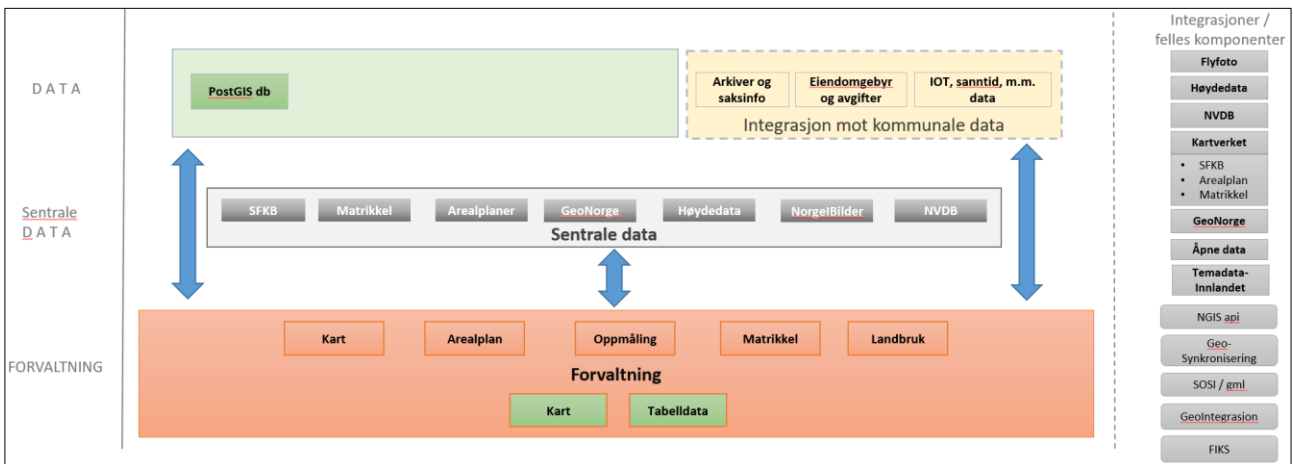 DATA
PostGIS db
Arkiver og
saksinfo
Eiendomgebyr
og avgifter
IOT, sanntid, m.m.
data
Integrasjon mot kommunale data
Sentrale
DATA
SFKB
Matrikkel
Arealplaner
GeoNorge
Høydedata
NorgeIBilder
NVDB
Sentrale data
FORVALTNING
Kart
Arealplan
Oppmåling
Matrikkel
Landbruk
Forvaltning
Kart
Tabelldata
Integrasjoner /
felles komponenter
Flyfoto
Høydedata
NVDB
Kartverket
• SFKB
• Arealplan
• Matrikkel
GeoNorge
Åpne data
Temadata-
Innlandet
NGIS api
Geo-
Synkronisering
SOSI / gml
GeoIntegrasjon
FIKS